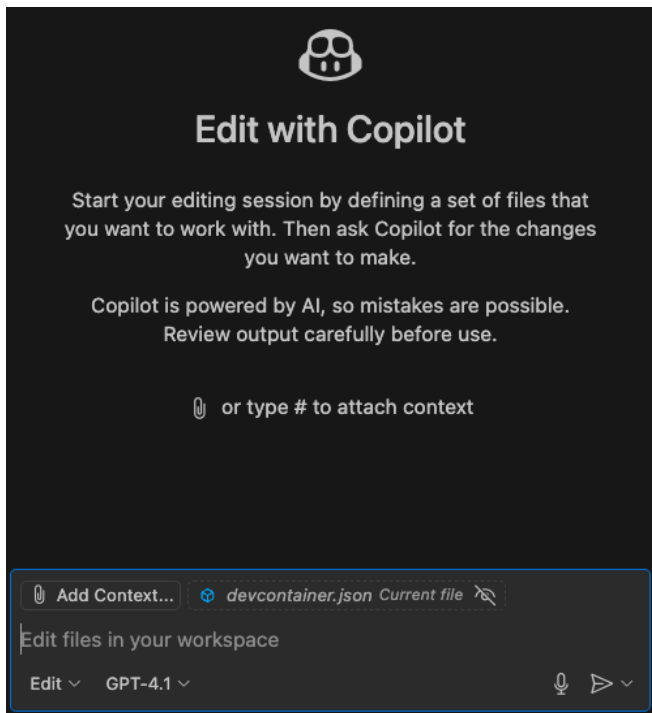 Edit with Copilot
Start your editing session by defining a set of files that
you want to work with. Then ask Copilot for the changes
you want to make.
Copilot is powered by AI, so mistakes are possible.
Review output carefully before use.
or type # to attach context
Add Context... devcontainer.json Current file
Edit files in your workspace
Edit GPT-4.1